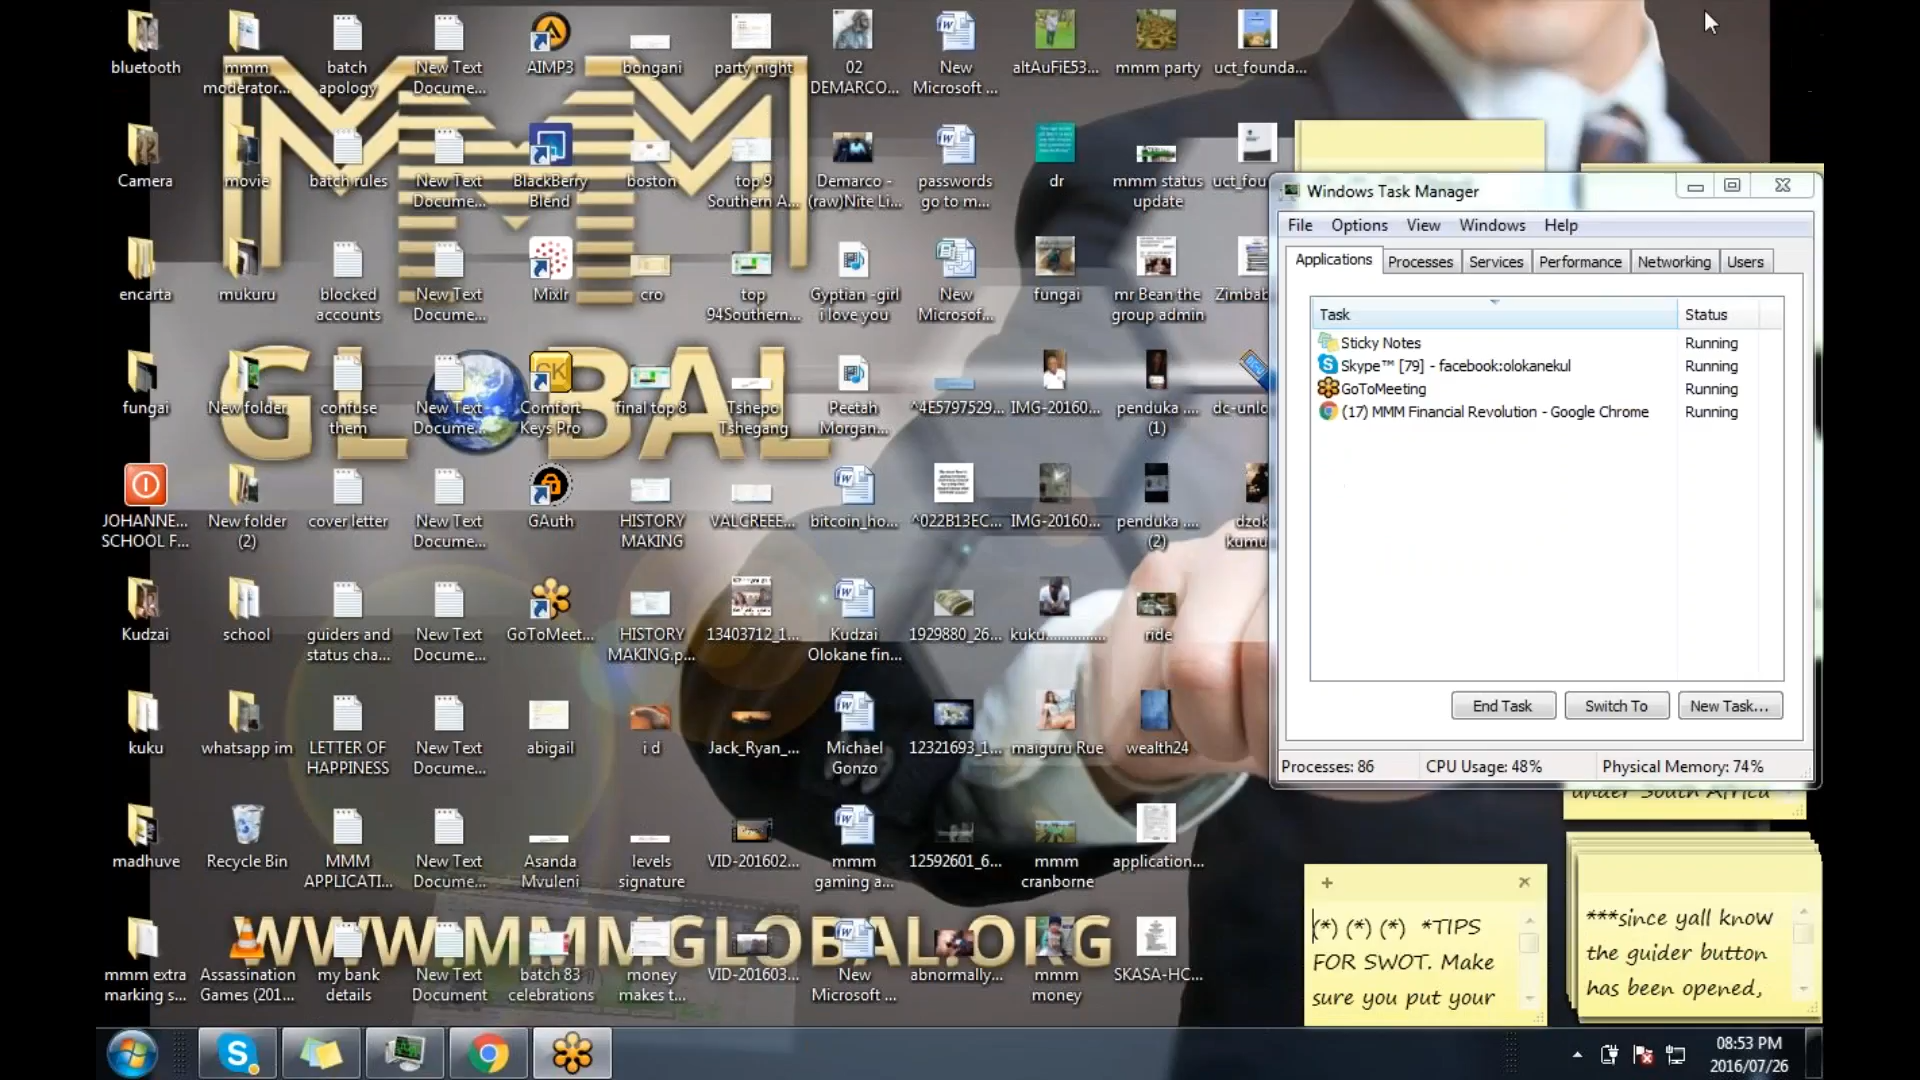 bluetooth
mmm
moderator...
batch
apology
New Text
Docume...
AIMP3
bongani
party night
02
DEMARCO...
New
Microsoft ...
altAuFiE53...
mmm party
uct_founda...
MMM
Camera
movie
batch rules
New Text
Docume...
BlackBerry
Blend
boston
top 9
Southern A...
Demarco -
(raw)Nite Li...
passwords
go to m...
dr
mmm status
update
encarta
mukuru
blocked
accounts
New Text
Docume...
Mixlr
cro
top
94Southern...
Gyptian -girl
i love you
New
Microsof...
fungai
mr Bean the
group admin
GLOBAL
fungai
New folder
confuse
them
New Text
Docume...
Comfort
Keys Pro
final top 8
Tshepo
Tshegang
Peetah
Morgan...
^4E5797529...
IMG-20160...
penduka ....
(1)
JOHANNE...
SCHOOL F...
New folder
(2)
cover letter
New Text
Docume...
GAuth
HISTORY
MAKING
VALCREEE...
bitcoin_ho...
^022B13EC...
IMG-20160...
penduka ....
(2)
Kudzai
school
guiders and
status cha...
New Text
Docume...
GoToMeet...
HISTORY
MAKING.p...
13403712_1...
Kudzai
Olokane fin...
1929880_26...
kuku..............
ride
kuku
whatsapp im
LETTER OF
HAPPINESS
New Text
Docume...
abigail
i d
Jack_Ryan_...
Michael
Gonzo
12321693_1...
maiguru Rue
wealth24
madhuve
Recycle Bin
MMM
APPLICATI...
New Text
Docume...
Asanda
Mvuleni
levels
signature
VID-201602...
mmm
gaming a...
12592601_6...
mmm
cranborne
application...
WWW.MMMGLOBAL.ORG
mmm extra
marking s...
Assassination
Games (201...
my bank
details
New Text
Document
batch 83
celebrations
money
makes t...
VID-201603...
New
Microsoft ...
abnormally...
mmm
money
SKASA-HC...
Windows Task Manager
File Options View Windows Help
Applications Processes Services Performance Networking Users
Task Status
Sticky Notes Running
Skype™ [79] - facebook:olokanekul Running
GoToMeeting Running
(17) MMM Financial Revolution - Google Chrome Running
End Task Switch To New Task...
Processes: 86 CPU Usage: 48% Physical Memory: 74%
under South Africa
(*) (*) (*) *TIPS
FOR SWOT. Make
sure you put your
***since yall know
the guider button
has been opened,
08:53 PM
2016/07/26